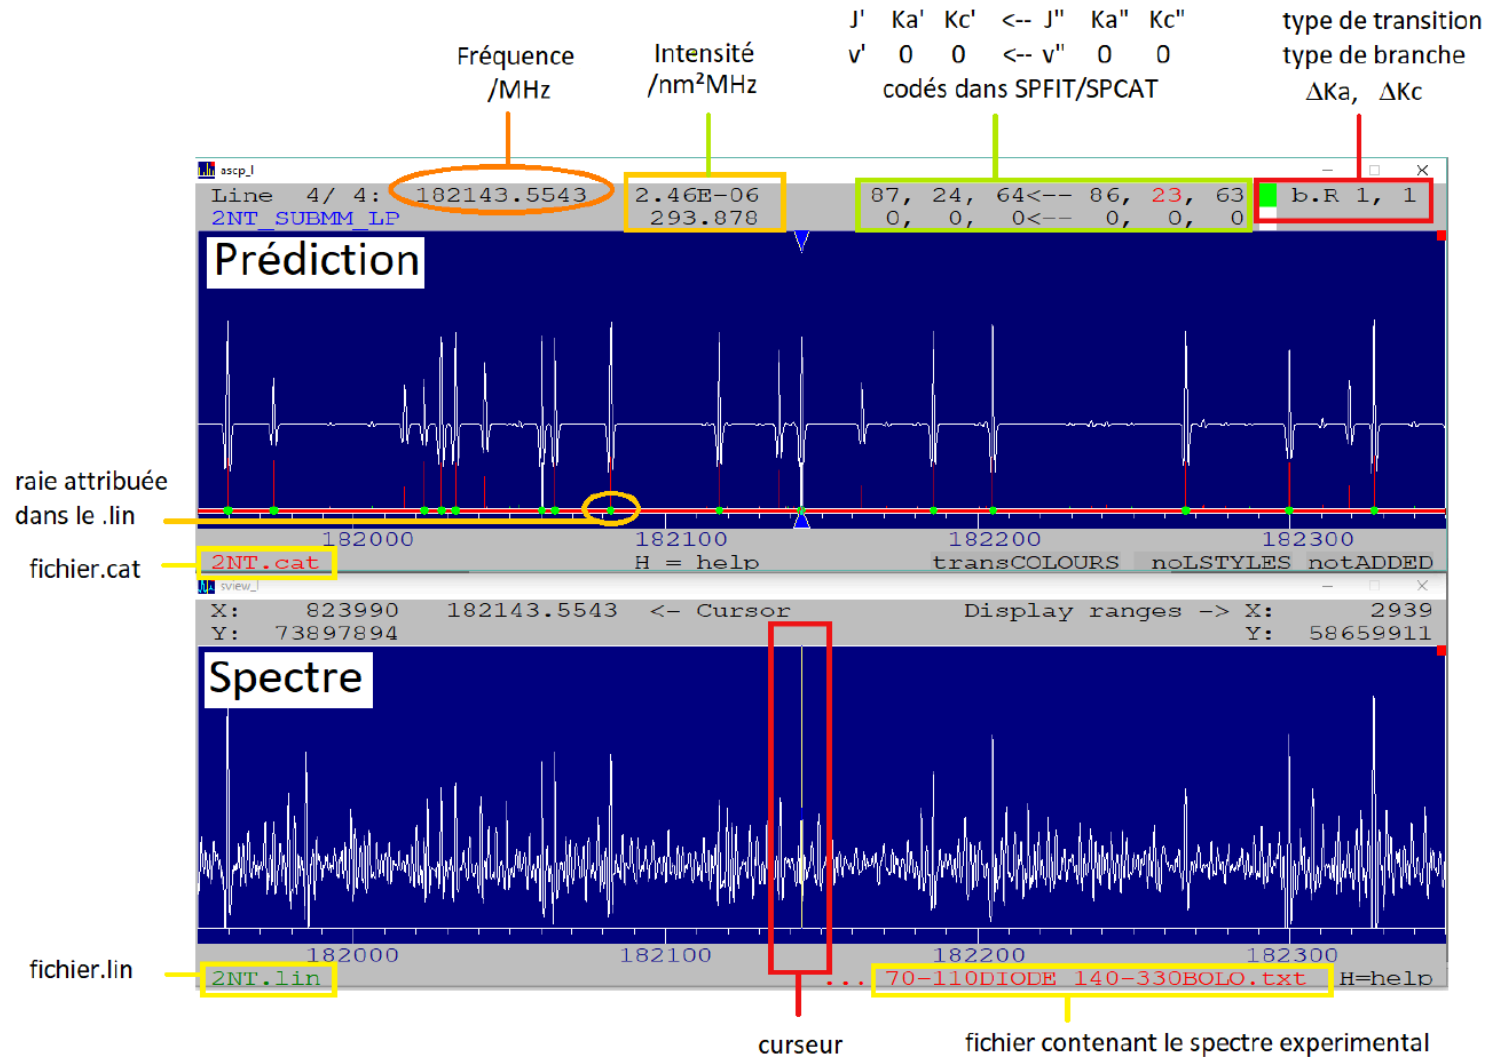 J' Ka' Kc' <-- J" Ka" Kc"
v' 0 0 <-- v" 0 0
codés dans SPFIT/SPCAT
type de transition
type de branche
ΔKa, ΔKc
Fréquence
/MHz
Intensité
/nm²MHz
ascp_l
Line 4/ 4: 182143.5543 2.46E-06 87, 24, 64<-- 86, 23, 63 b.R 1, 1
2NT_SUBMM_LP 293.878 0, 0, 0<-- 0, 0, 0
Prédiction
raie attribuée
dans le .lin
182000 182100 182200 182300
fichier.cat
2NT.cat H = help transCOLOURS noLSTYLES notADDED
sview_l
X: 823990 182143.5543 <- Cursor Display ranges -> X: 2939
Y: 73897894 Y: 58659911
Spectre
182000 182100 182200 182300
fichier.lin
2NT.lin ... 70-110DIODE 140-330BOLO.txt H=help
curseur
fichier contenant le spectre experimental